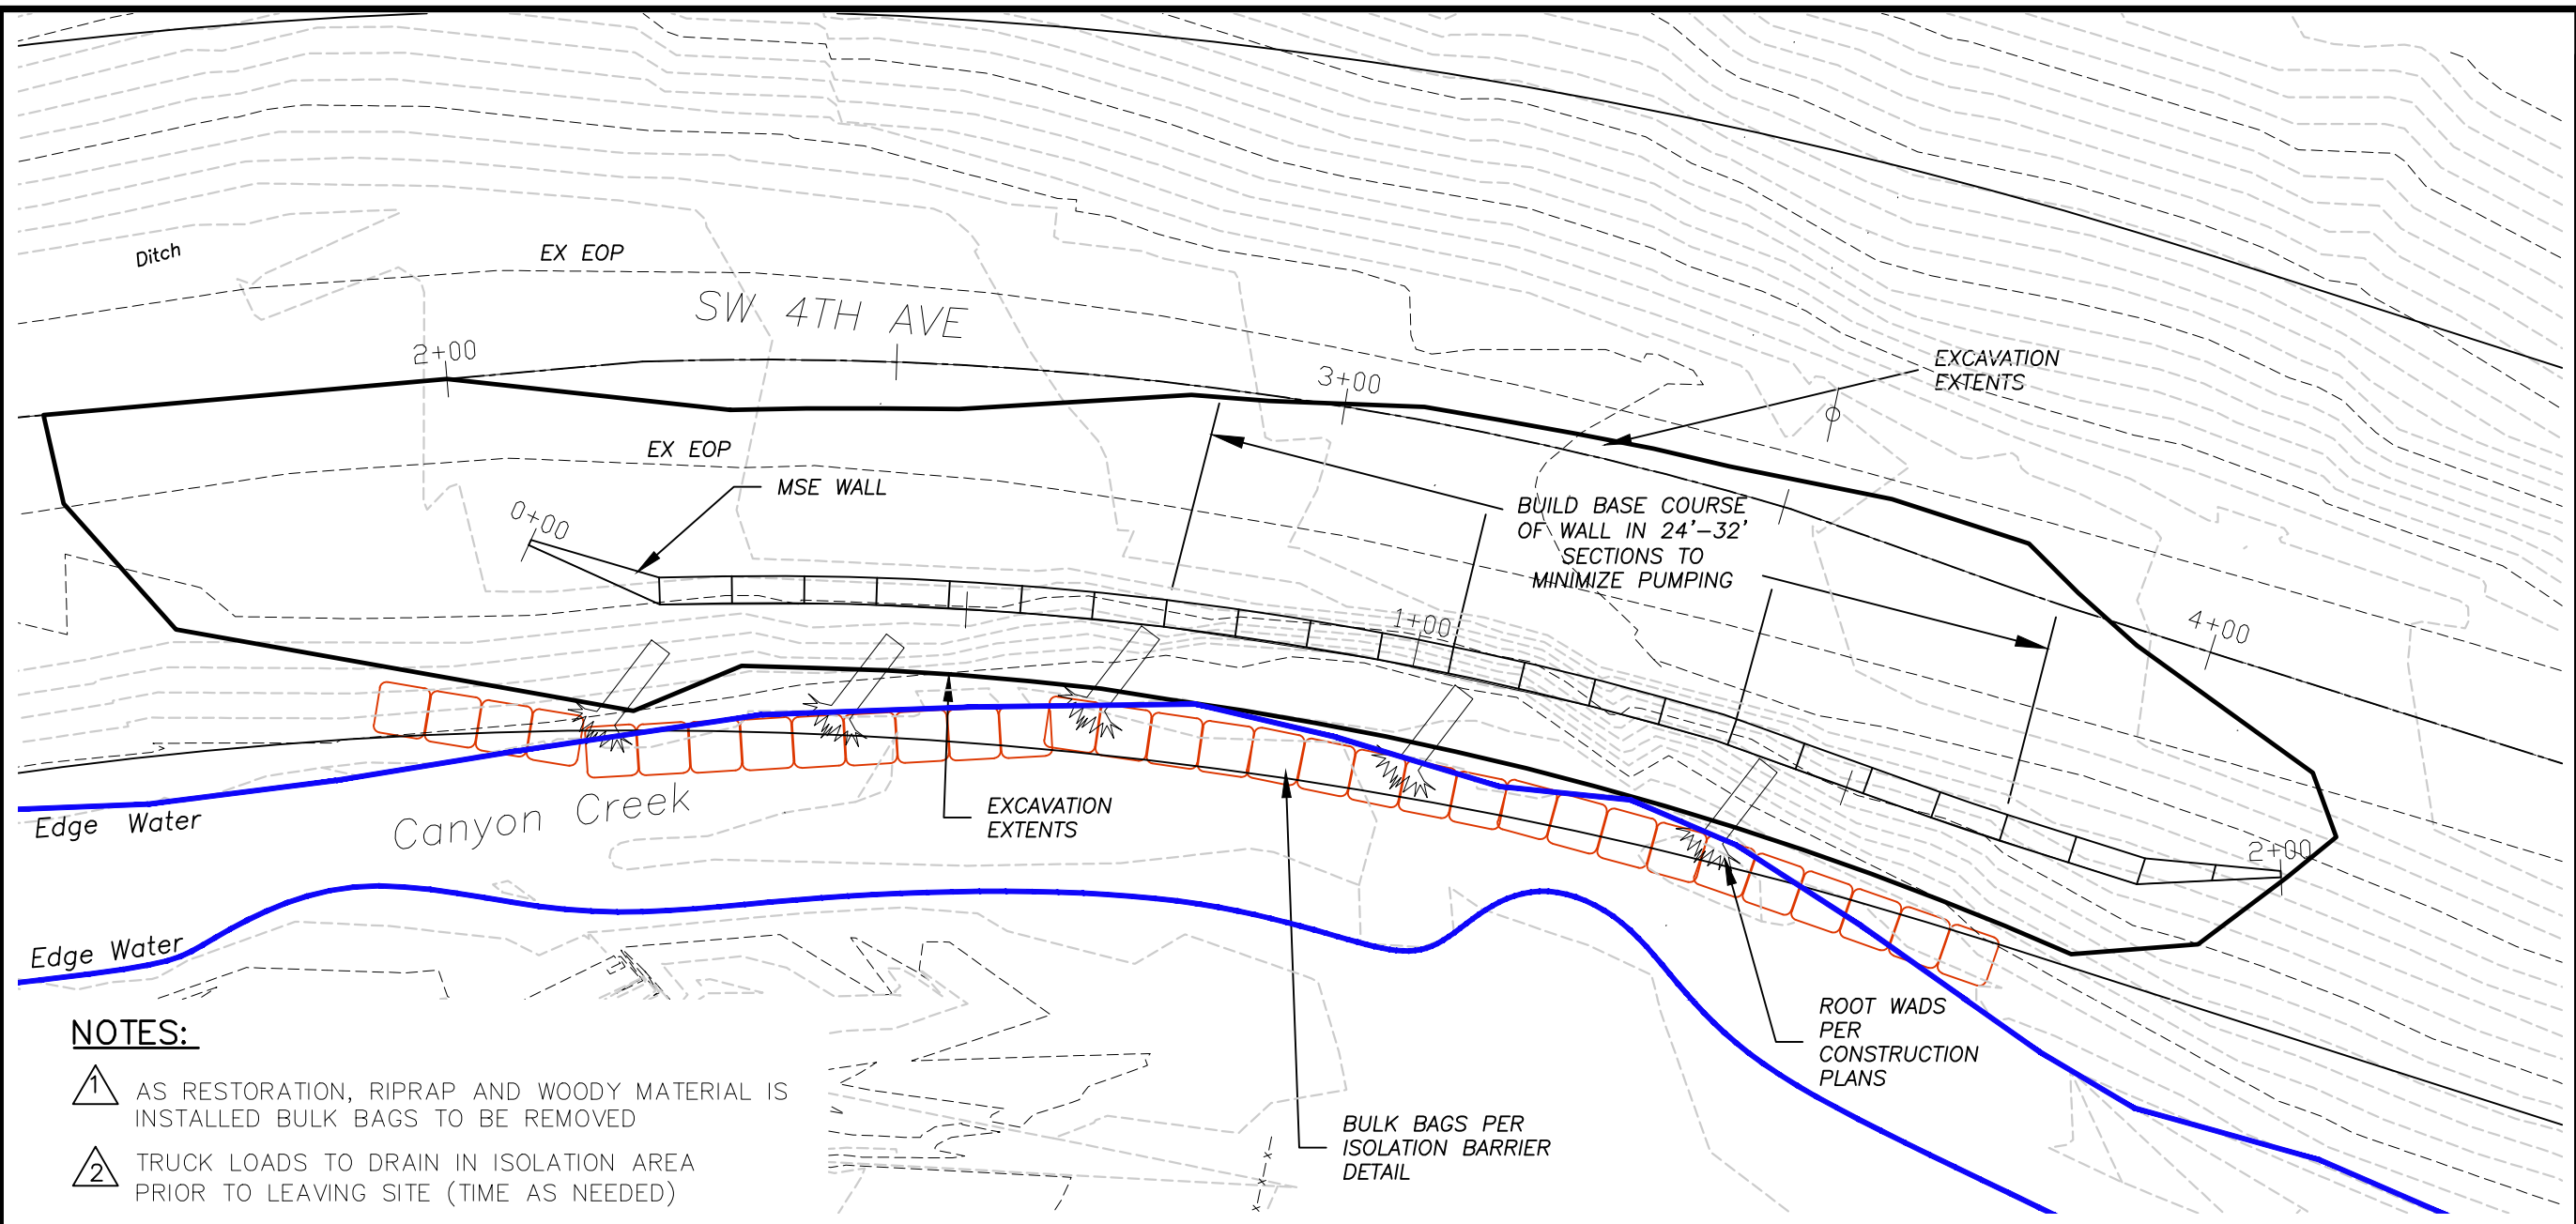 Ditch
EX EOP
SW 4TH AVE
2+00
3+00
EXCAVATION
EXTENTS
EX EOP
MSE WALL
0+00
BUILD BASE COURSE
OF WALL IN 24'-32'
SECTIONS TO
MINIMIZE PUMPING
1+00
4+00
2+00
EXCAVATION
EXTENTS
Canyon Creek
Edge Water
Edge Water
ROOT WADS
PER
CONSTRUCTION
PLANS
BULK BAGS PER
ISOLATION BARRIER
DETAIL
NOTES:
1 AS RESTORATION, RIPRAP AND WOODY MATERIAL IS
INSTALLED BULK BAGS TO BE REMOVED
2 TRUCK LOADS TO DRAIN IN ISOLATION AREA
PRIOR TO LEAVING SITE (TIME AS NEEDED)